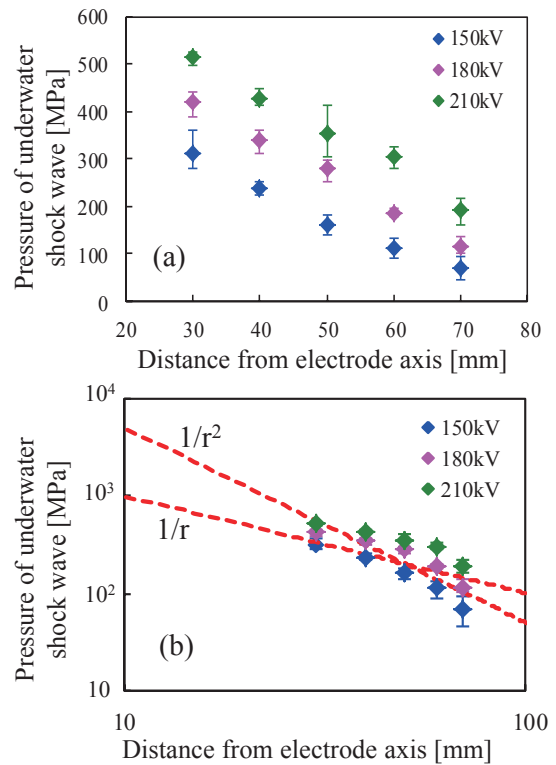 600
500
400
300
200
100
0
Pressure of underwater
shock wave [MPa]
150kV
180kV
210kV
(a)
20 30 40 50 60 70 80
Distance from electrode axis [mm]
10⁴
10³
10²
10
Pressure of underwater
shock wave [MPa]
1/r²
1/r
150kV
180kV
210kV
(b)
10 100
Distance from electrode axis [mm]